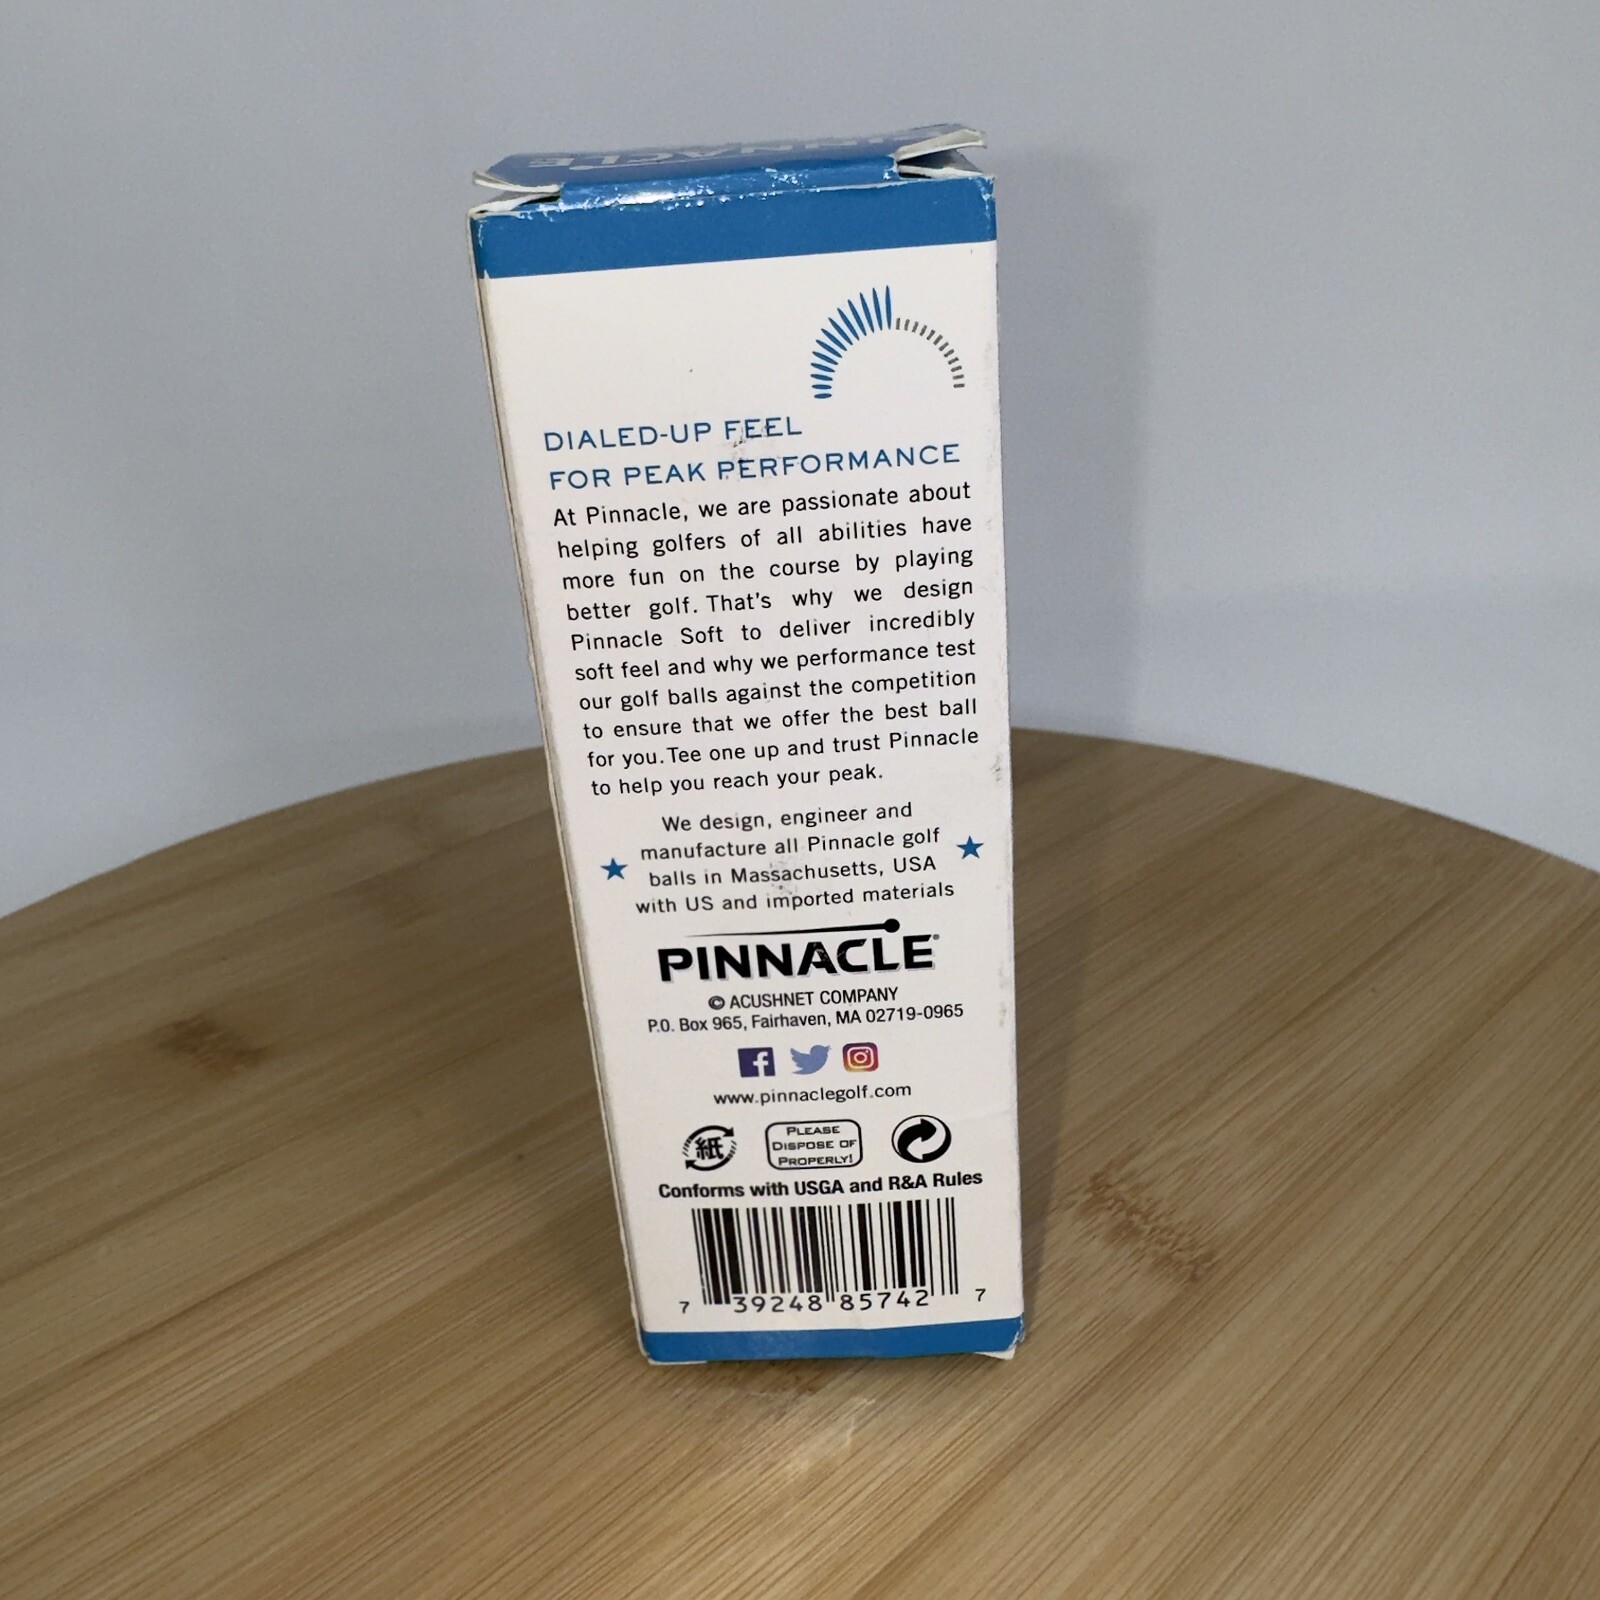 PINNACLE
DIALED-UP FEEL
FOR PEAK PERFORMANCE
At Pinnacle, we are passionate about
helping golfers of all abilities have
more fun on the course by playing
better golf. That's why we design
Pinnacle Soft to deliver incredibly
soft feel and why we performance test
our golf balls against the competition
to ensure that we offer the best ball
for you. Tee one up and trust Pinnacle
to help you reach your peak.
We design, engineer and
manufacture all Pinnacle golf
balls in Massachusetts, USA
with US and imported materials
PINNACLE®
© ACUSHNET COMPANY
P.O. Box 965, Fairhaven, MA 02719-0965
www.pinnaclegolf.com
紙
PLEASE
DISPOSE OF
PROPERLY!
Conforms with USGA and R&A Rules
7 39248 85742 7